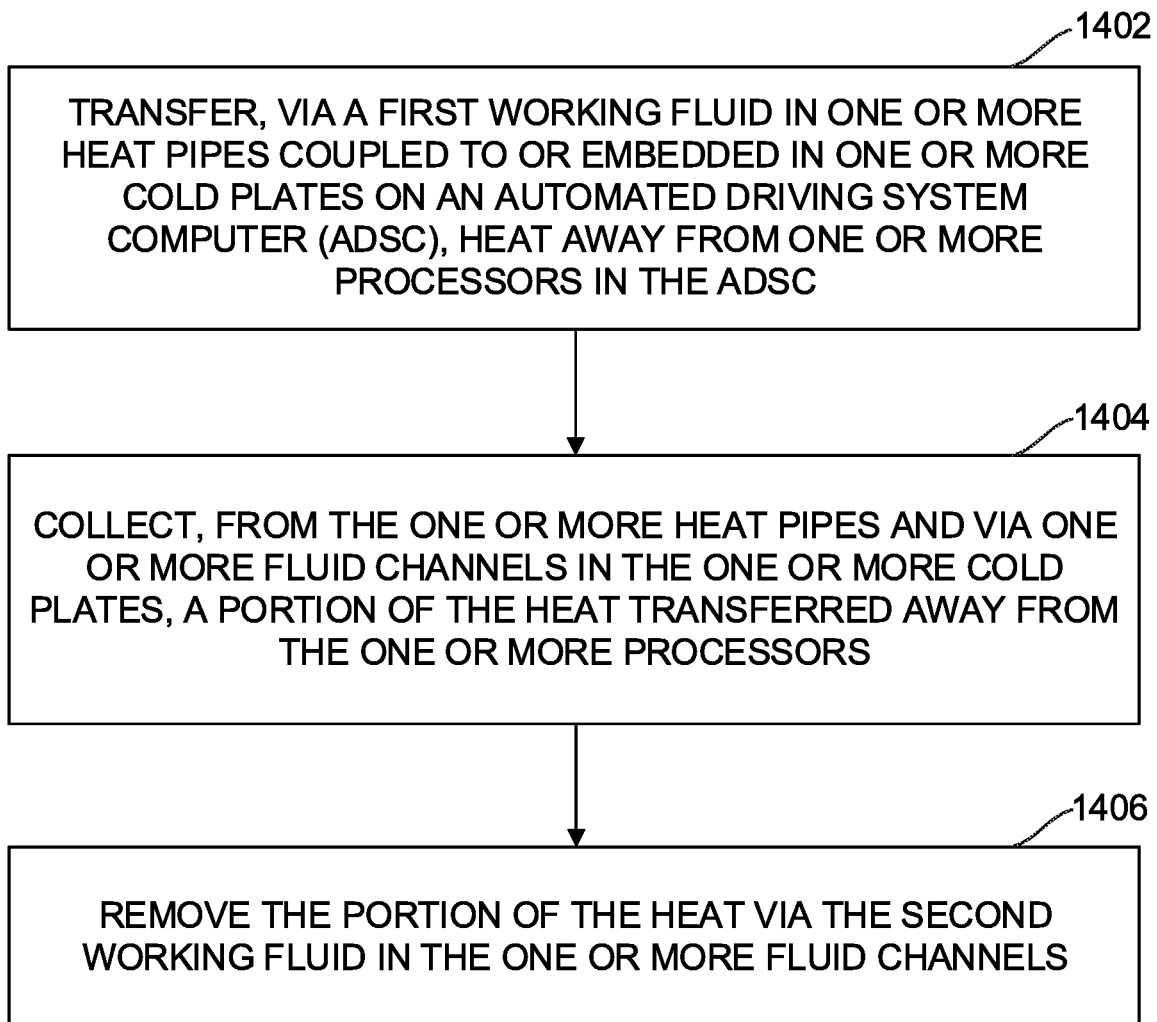 1402
TRANSFER, VIA A FIRST WORKING FLUID IN ONE OR MORE
HEAT PIPES COUPLED TO OR EMBEDDED IN ONE OR MORE
COLD PLATES ON AN AUTOMATED DRIVING SYSTEM
COMPUTER (ADSC), HEAT AWAY FROM ONE OR MORE
PROCESSORS IN THE ADSC
1404
COLLECT, FROM THE ONE OR MORE HEAT PIPES AND VIA ONE
OR MORE FLUID CHANNELS IN THE ONE OR MORE COLD
PLATES, A PORTION OF THE HEAT TRANSFERRED AWAY FROM
THE ONE OR MORE PROCESSORS
1406
REMOVE THE PORTION OF THE HEAT VIA THE SECOND
WORKING FLUID IN THE ONE OR MORE FLUID CHANNELS